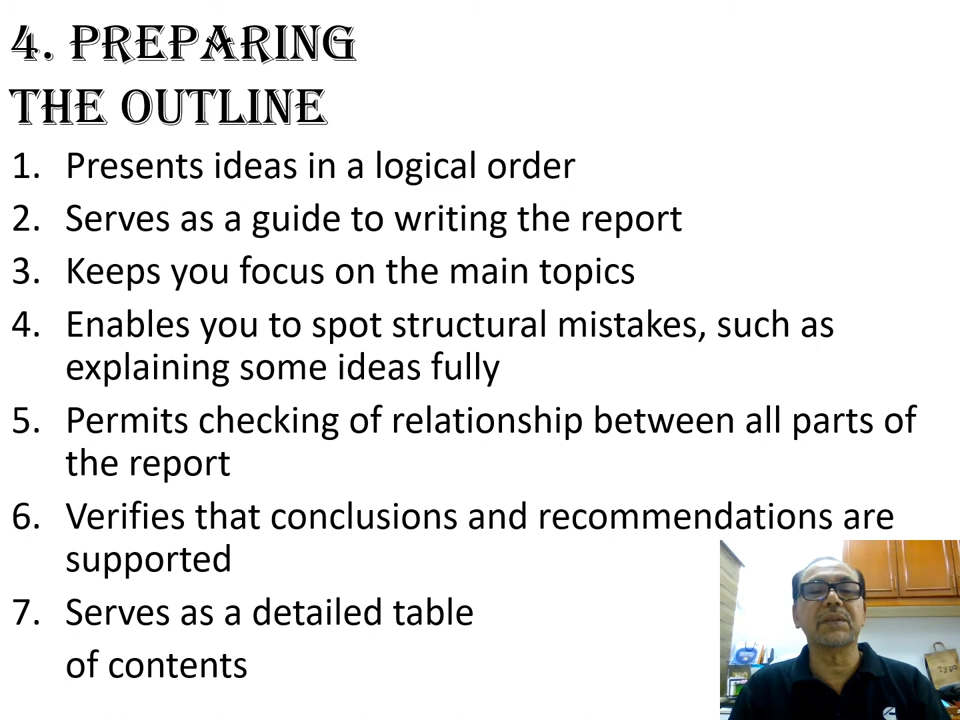 4. PREPARING
THE OUTLINE
1. Presents ideas in a logical order
2. Serves as a guide to writing the report
3. Keeps you focus on the main topics
4. Enables you to spot structural mistakes, such as
explaining some ideas fully
5. Permits checking of relationship between all parts of
the report
6. Verifies that conclusions and recommendations are
supported
7. Serves as a detailed table
of contents